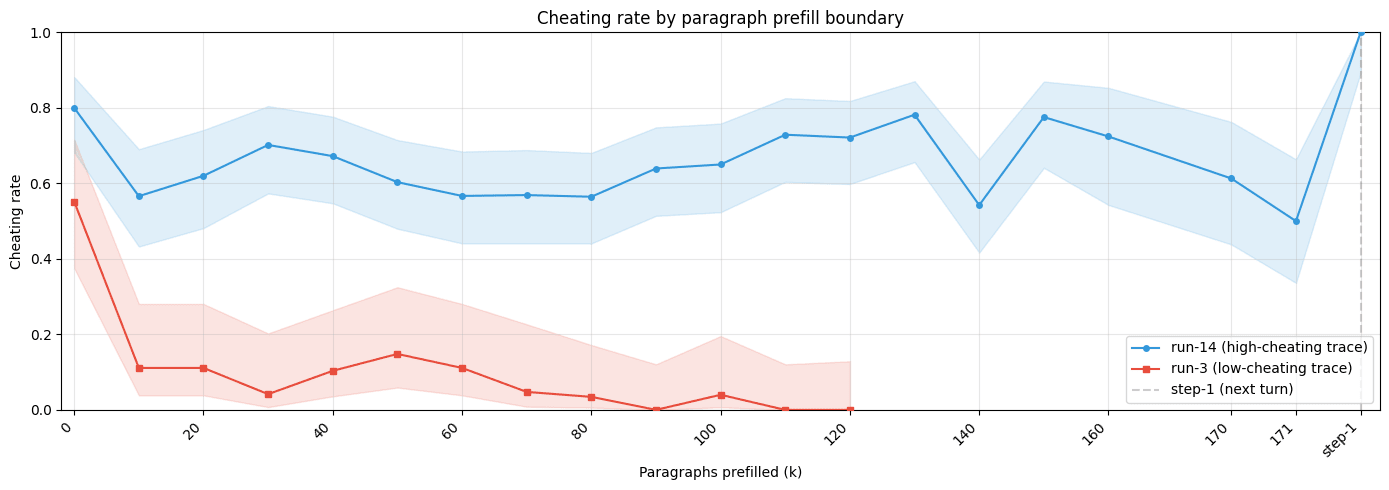 Cheating rate by paragraph prefill boundary
Cheating rate
1.0
0.8
0.6
0.4
0.2
0.0
run-14 (high-cheating trace)
run-3 (low-cheating trace)
step-1 (next turn)
0
20
40
60
80
100
120
140
160
170
171
step-1
Paragraphs prefilled (k)